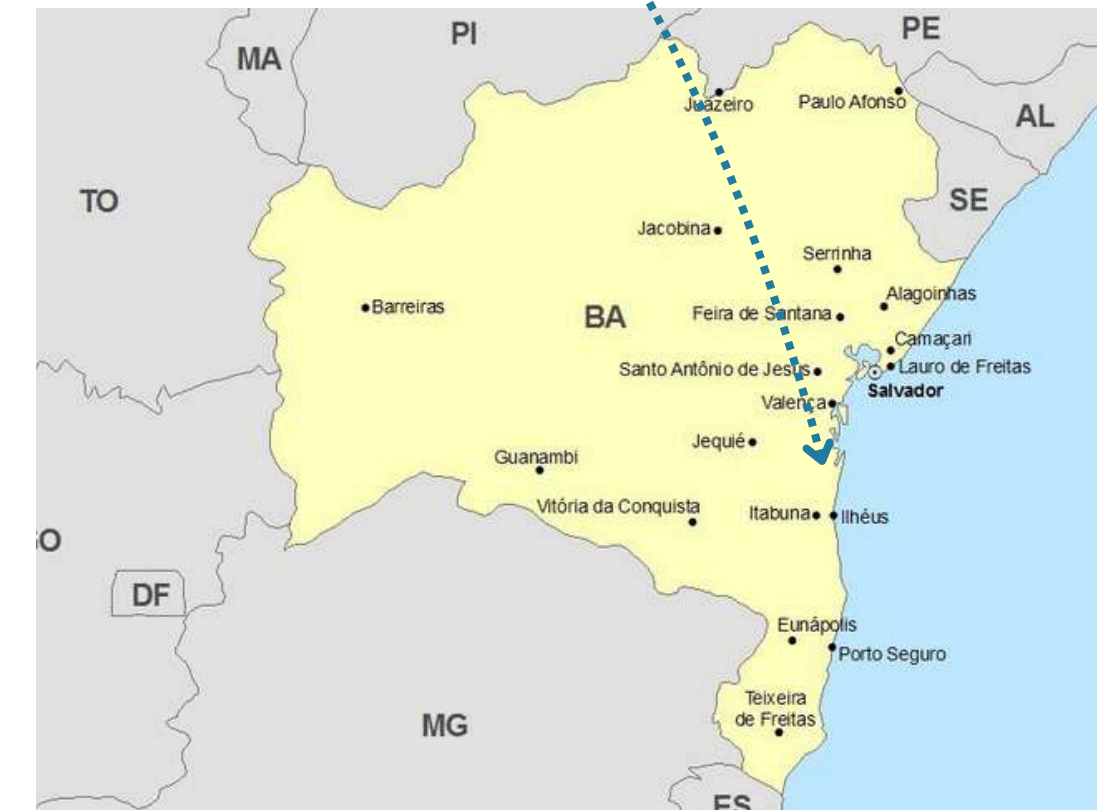 PI
PE
MA
Juazeiro
Paulo Afonso
AL
TO
SE
Jacobina
Serrinha
Alagoinhas
Barreiras
BA
Feira de Santana
Camaçari
Santo Antônio de Jesus
Lauro de Freitas
Salvador
Valença
Jequié
Guanambi
Vitória da Conquista
Itabuna
Ilhéus
DF
Eunápolis
Porto Seguro
Teixeira
de Freitas
MG
ES